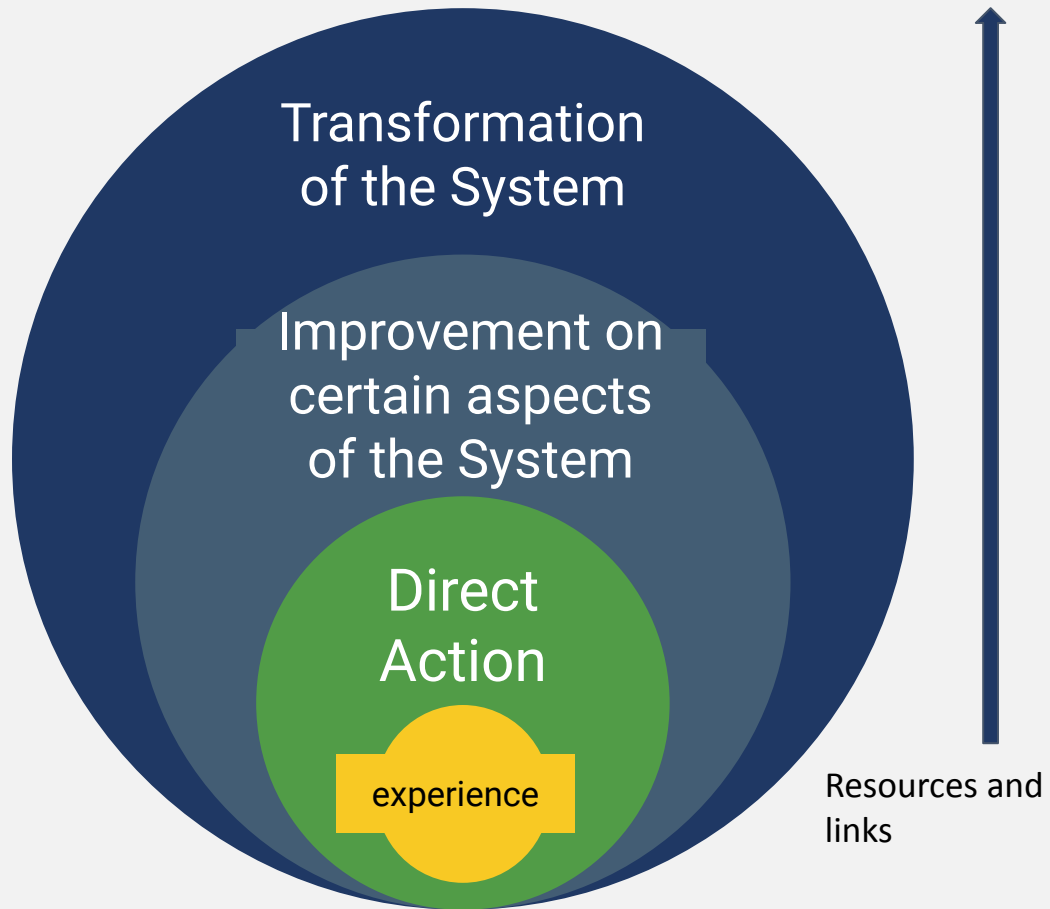 Transformation
of the System
Improvement on
certain aspects
of the System
Direct
Action
experience
Resources and
links